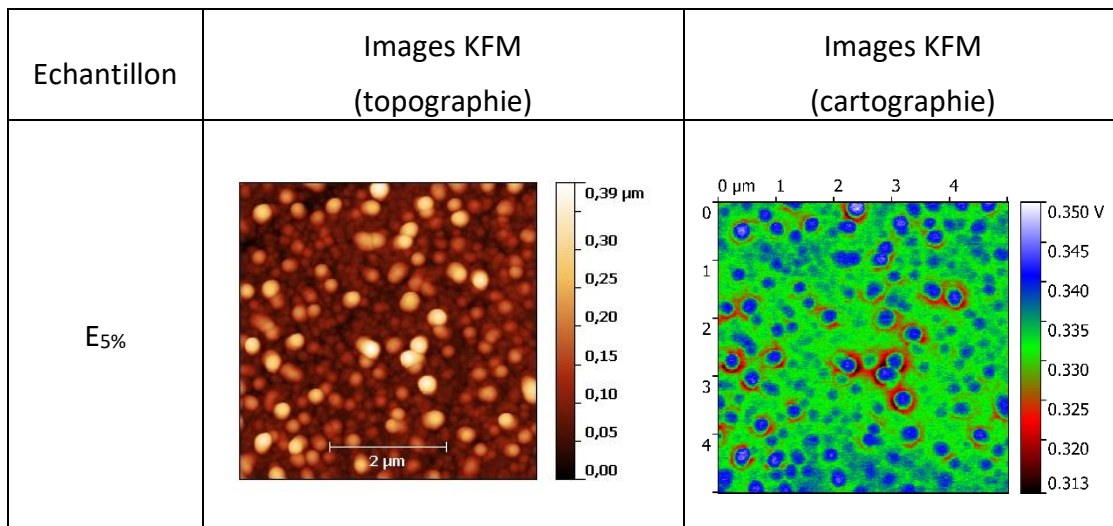 Echantillon
Images KFM
(topographie)
Images KFM
(cartographie)
E5%
0,39 µm
0,30
0,25
0,20
0,15
0,10
0,05
0,00
2 µm
0 µm 1 2 3 4
0
1
2
3
4
0.350 V
0.345
0.340
0.335
0.330
0.325
0.320
0.313